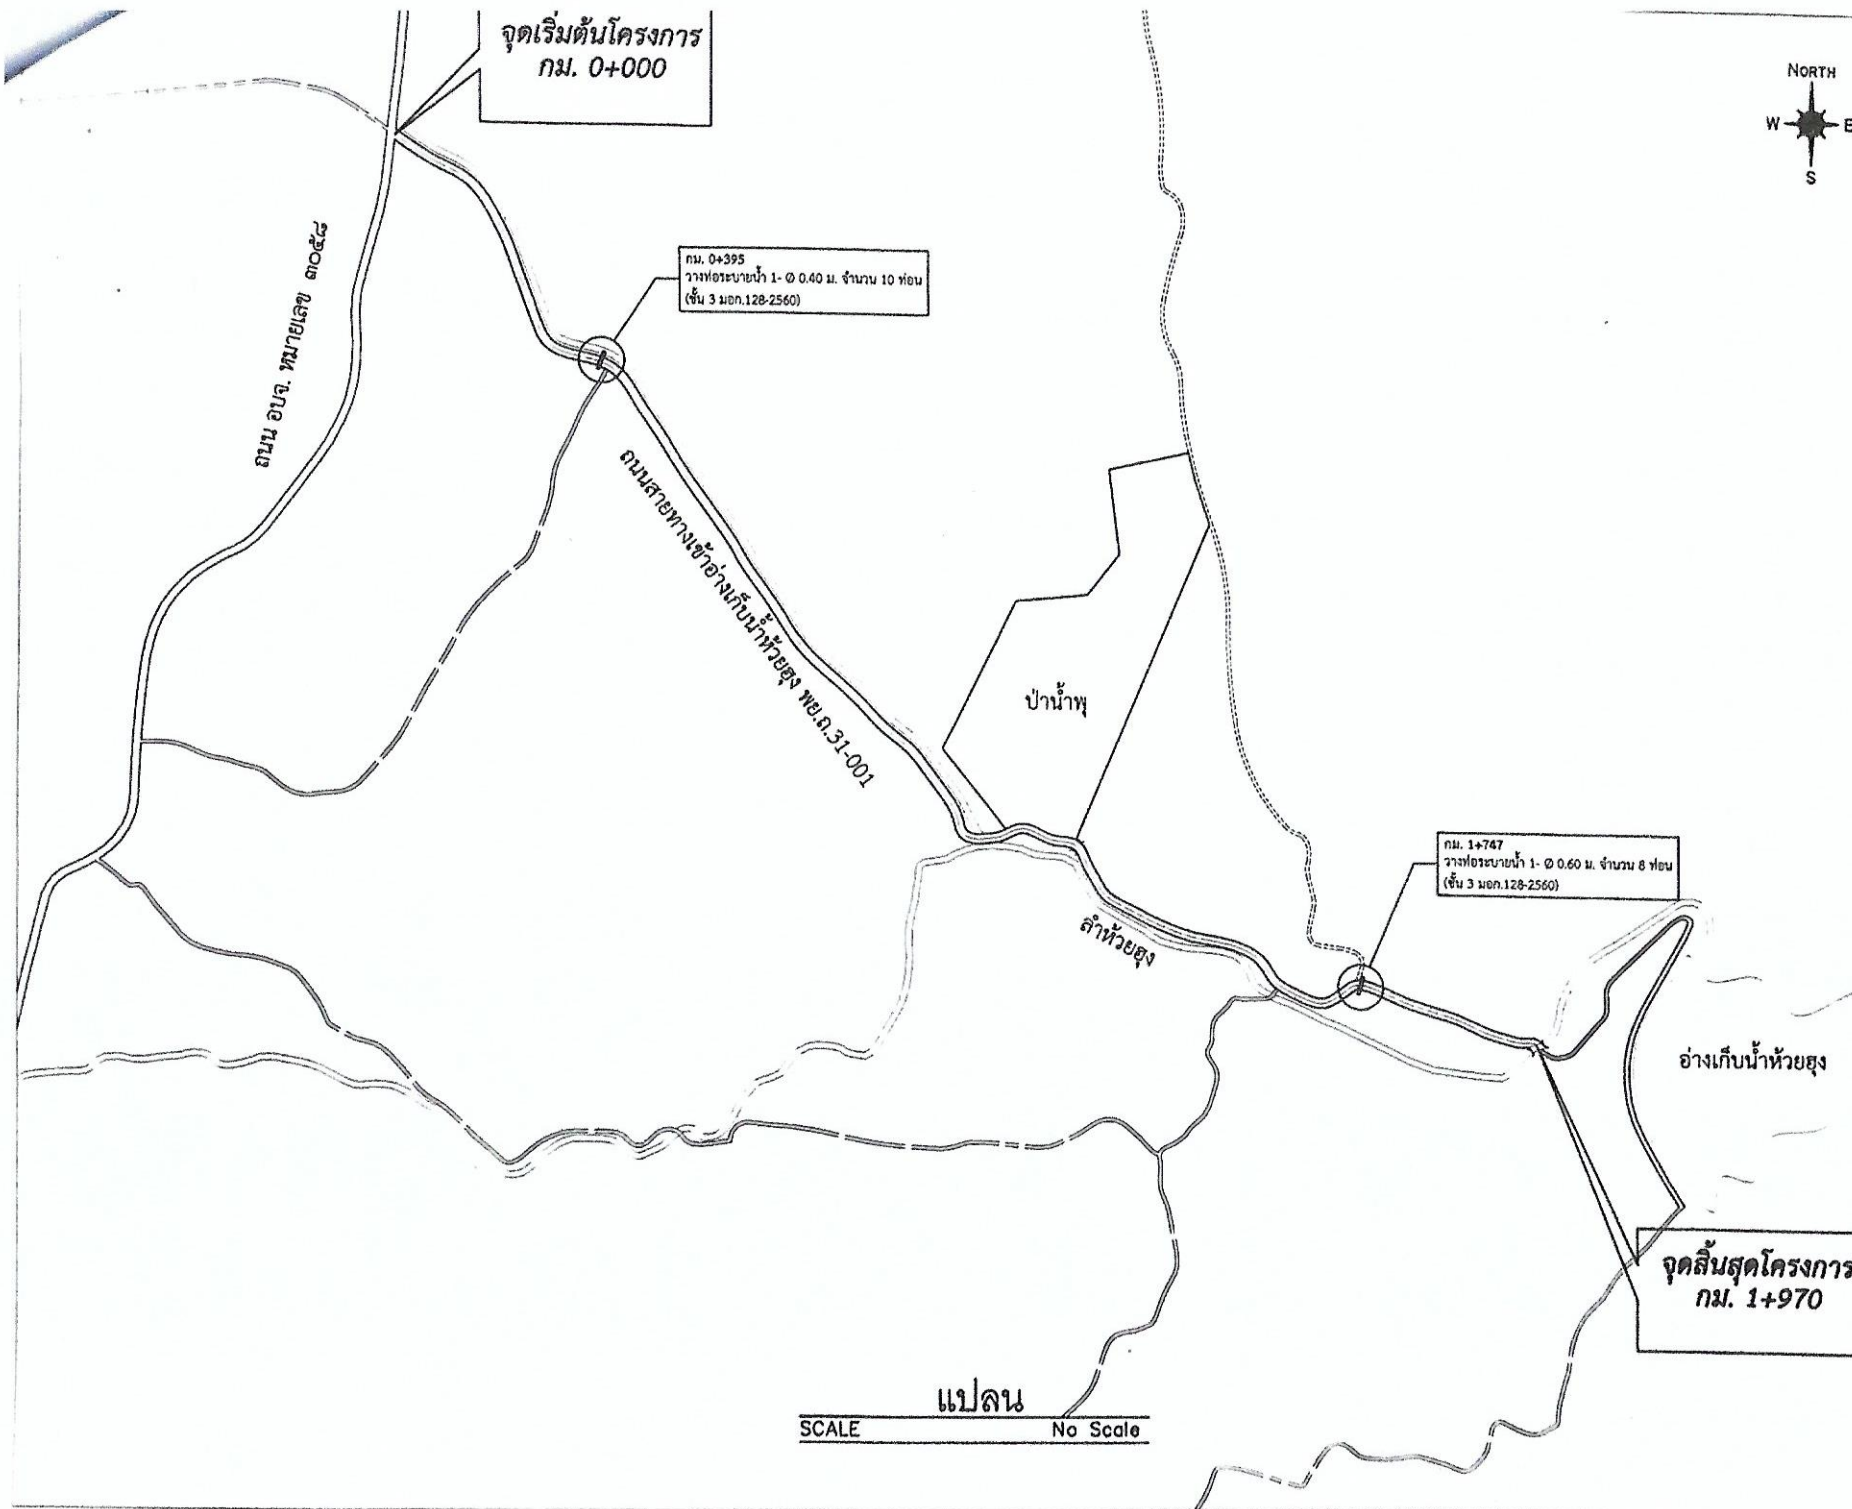 จุดเริ่มต้นโครงการ
กม. 0+000
NORTH
W
E
S
ถนน อบจ. หมายเลข ๓๐๕๘
กม. 0+395
วางท่อระบายน้ำ 1- Ø 0.40 ม. จำนวน 10 ท่อน
(ชั้น 3 มอก.128-2560)
ถนนสายทางเข้าอ่างเก็บน้ำห้วยฮุง พย.ถ.31-001
ป่าน้ำพุ
กม. 1+747
วางท่อระบายน้ำ 1- Ø 0.60 ม. จำนวน 8 ท่อน
(ชั้น 3 มอก.128-2560)
ลำห้วยฮุง
อ่างเก็บน้ำห้วยฮุง
จุดสิ้นสุดโครงการ
กม. 1+970
แปลน
SCALE No Scale